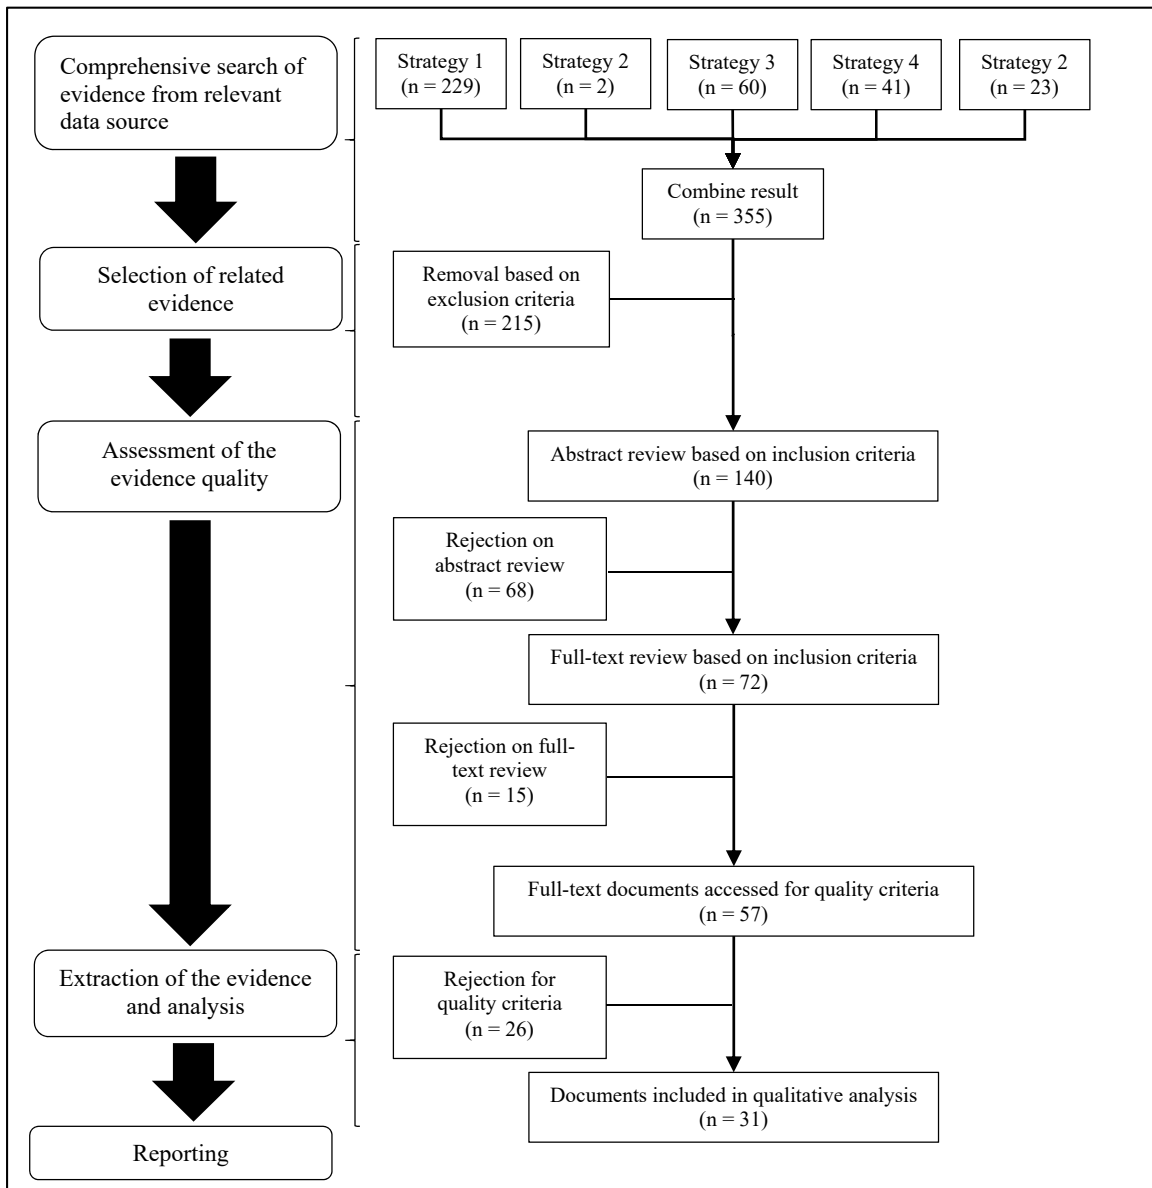 Comprehensive search of
evidence from relevant
data source
Strategy 1
(n = 229)
Strategy 2
(n = 2)
Strategy 3
(n = 60)
Strategy 4
(n = 41)
Strategy 2
(n = 23)
Combine result
(n = 355)
Selection of related
evidence
Removal based on
exclusion criteria
(n = 215)
Assessment of the
evidence quality
Abstract review based on inclusion criteria
(n = 140)
Rejection on
abstract review
(n = 68)
Full-text review based on inclusion criteria
(n = 72)
Rejection on full-
text review
(n = 15)
Full-text documents accessed for quality criteria
(n = 57)
Extraction of the evidence
and analysis
Rejection for
quality criteria
(n = 26)
Documents included in qualitative analysis
(n = 31)
Reporting